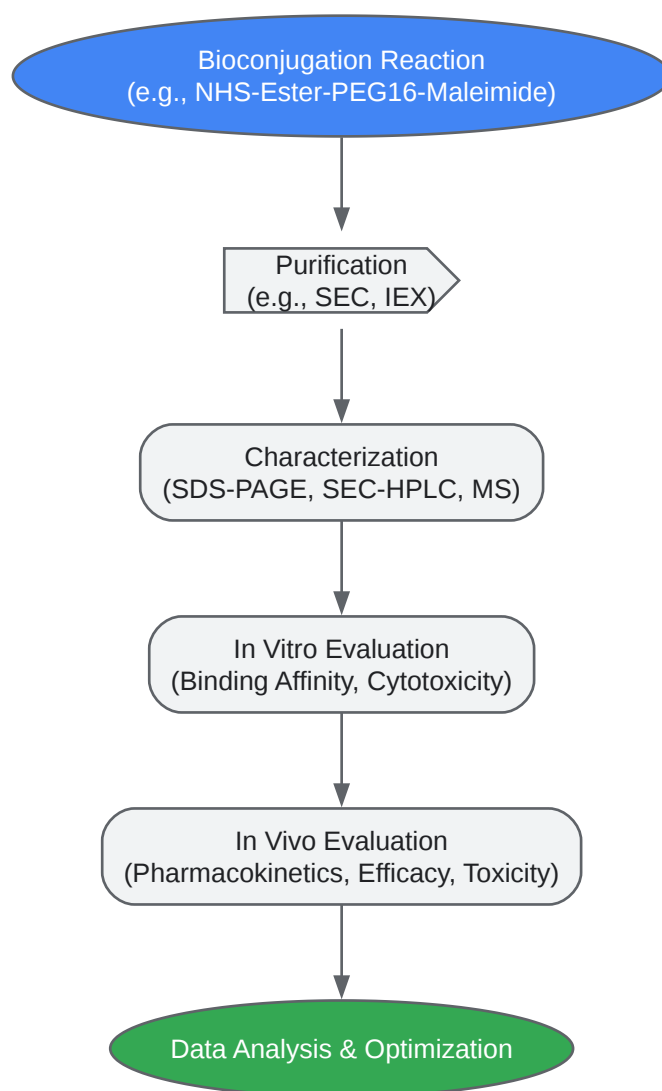 Bioconjugation Reaction
(e.g., NHS-Ester-PEG16-Maleimide)
Purification
(e.g., SEC, IEX)
Characterization
(SDS-PAGE, SEC-HPLC, MS)
In Vitro Evaluation
(Binding Affinity, Cytotoxicity)
In Vivo Evaluation
(Pharmacokinetics, Efficacy, Toxicity)
Data Analysis & Optimization